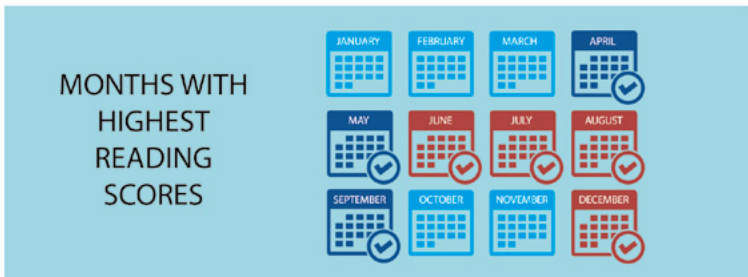 MONTHS WITH
HIGHEST
READING
SCORES
JANUARY FEBRUARY MARCH APRIL
MAY JUNE JULY AUGUST
SEPTEMBER OCTOBER NOVEMBER DECEMBER